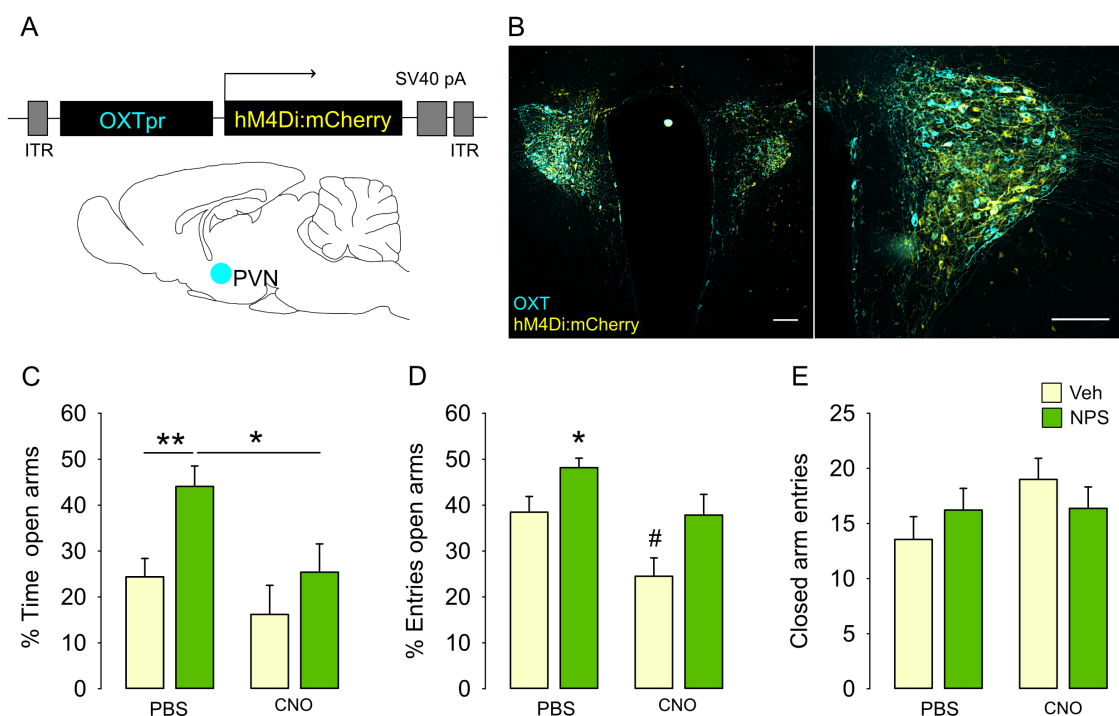 A
SV40 pA
OXTpr
hM4Di:mCherry
ITR
ITR
PVN
B
OXT
hM4Di:mCherry
C
% Time open arms
60
50
40
30
20
10
0
** *
PBS
CNO
D
% Entries open arms
60
50
40
30
20
10
0
*
#
PBS
CNO
E
Veh
NPS
Closed arm entries
25
20
15
10
5
0
PBS
CNO